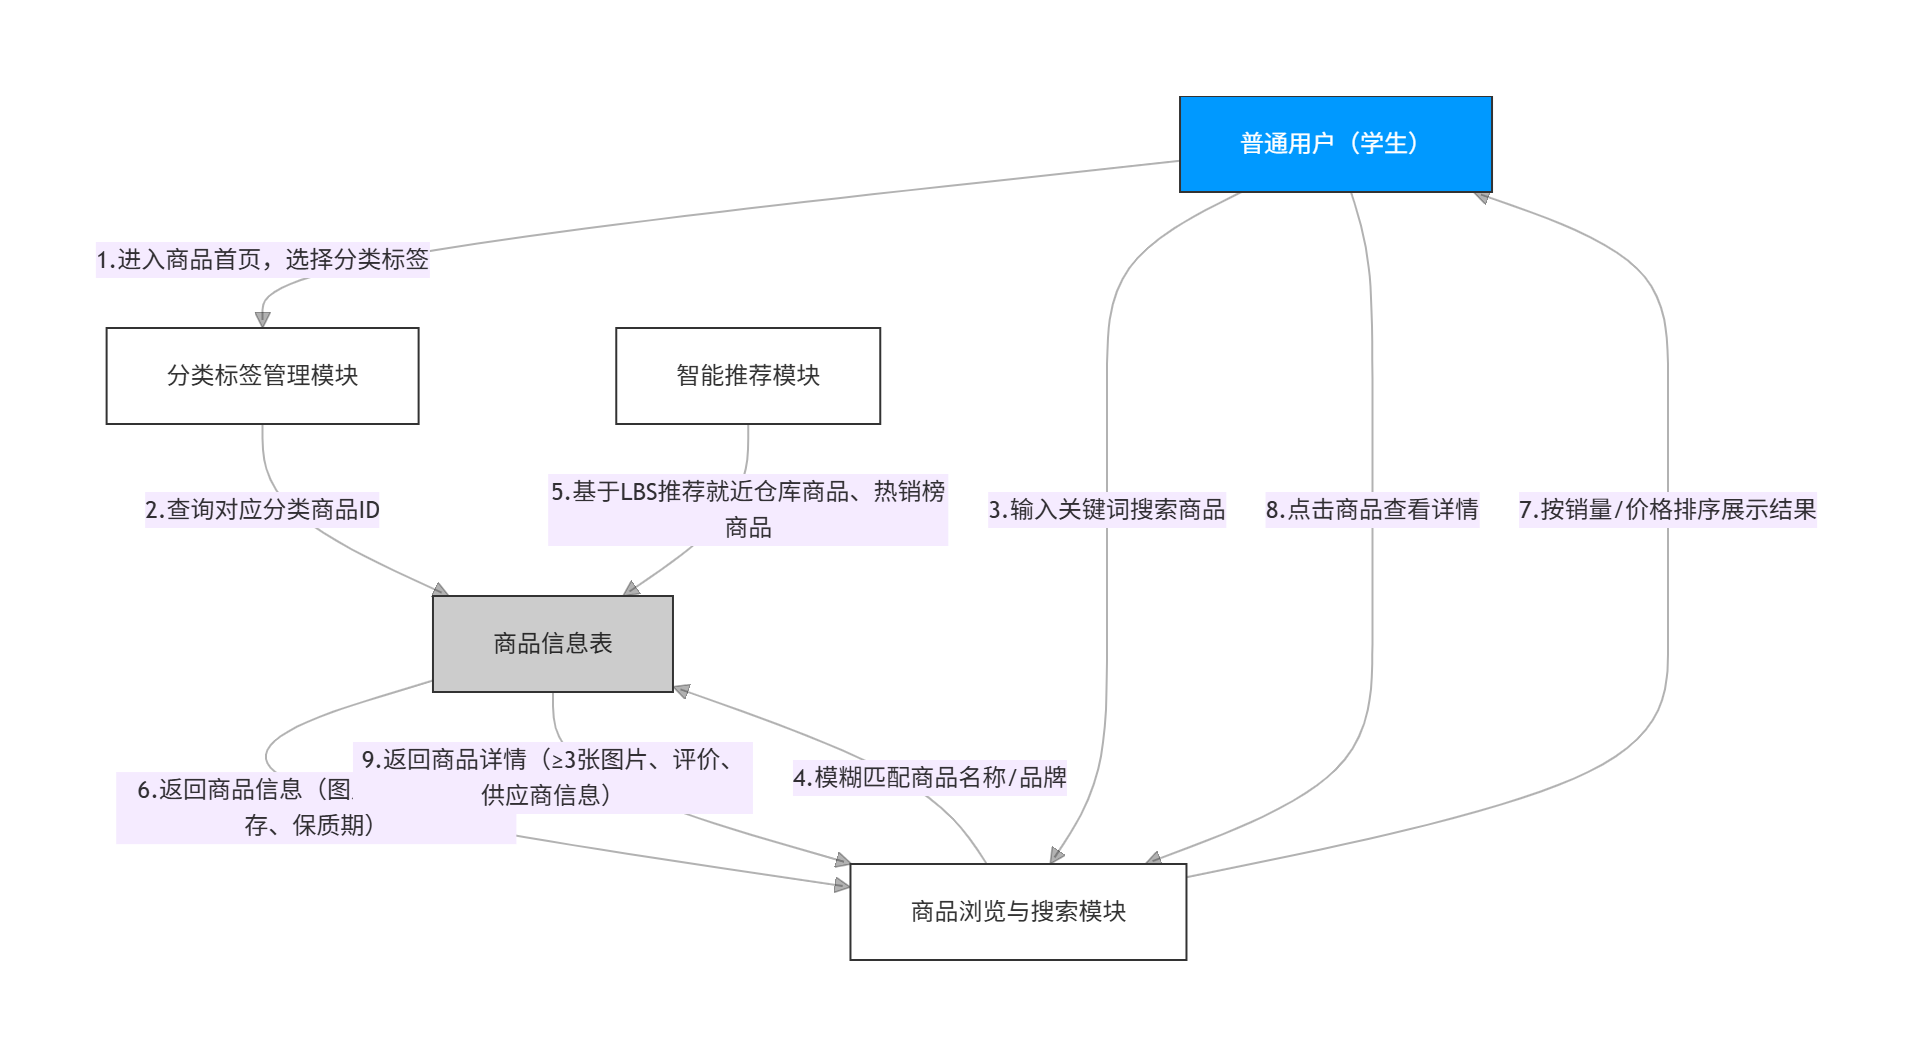 普通用户（学生）
1.进入商品首页，选择分类标签
分类标签管理模块
智能推荐模块
2.查询对应分类商品ID
5.基于LBS推荐就近仓库商品、热销榜
商品
3.输入关键词搜索商品
8.点击商品查看详情
7.按销量/价格排序展示结果
商品信息表
9.返回商品详情（≥3张图片、评价、
供应商信息）
6.返回商品信息（图
存、保质期）
4.模糊匹配商品名称/品牌
商品浏览与搜索模块